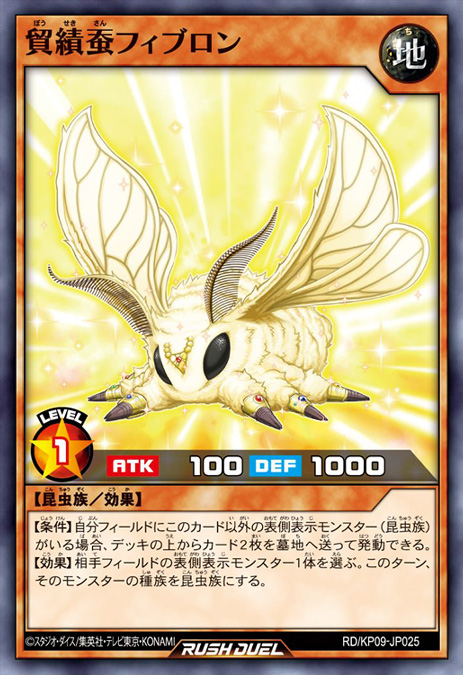 貿績蚕フィブロン
ぼう せき さん
地
ち
LEVEL
1
ATK 100 DEF 1000
【昆虫族／効果】
【条件】自分フィールドにこのカード以外の表側表示モンスター（昆虫族）
がいる場合、デッキの上からカード2枚を墓地へ送って発動できる。
【効果】相手フィールドの表側表示モンスター1体を選ぶ。このターン、
そのモンスターの種族を昆虫族にする。
©スタジオ・ダイス/集英社・テレビ東京・KONAMI
RUSH DUEL
RD/KP09-JP025